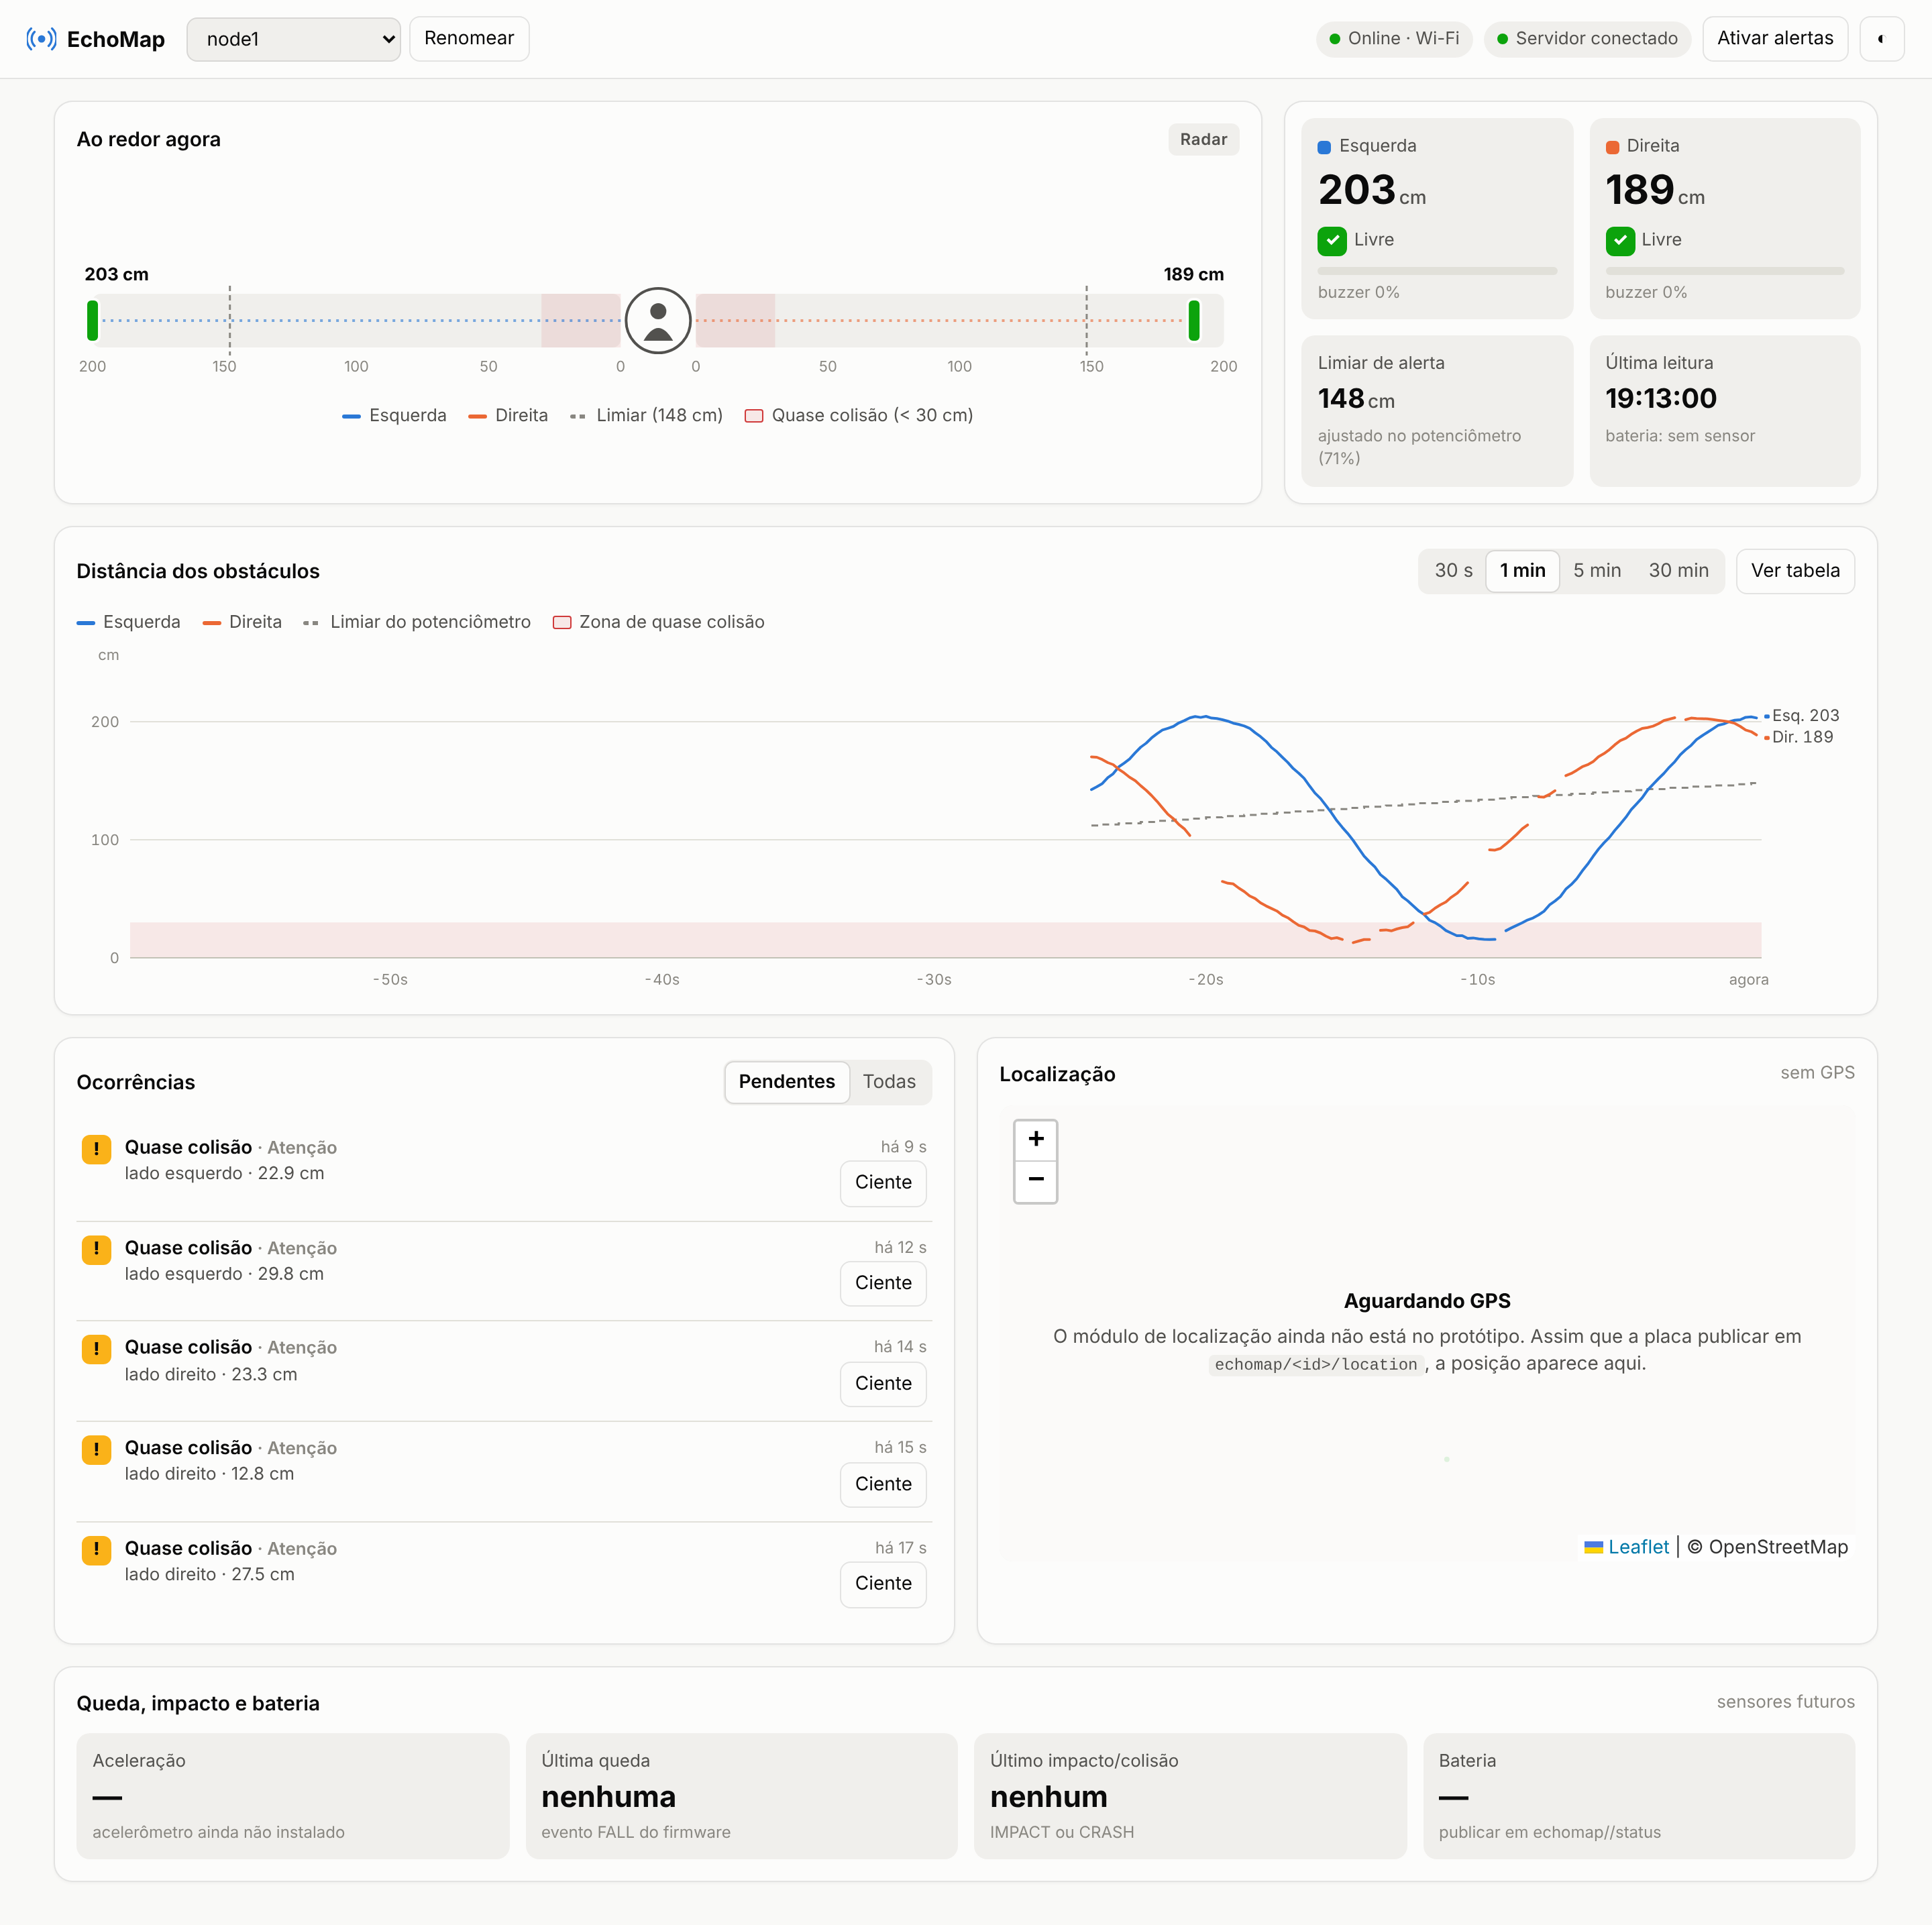 EchoMap
node1
Renomear
Online · Wi-Fi
Servidor conectado
Ativar alertas
Ao redor agora
Radar
203 cm
189 cm
200 150 100 50 0 0 50 100 150 200
Esquerda Direita Limiar (148 cm) Quase colisão (< 30 cm)
Esquerda
203 cm
Livre
buzzer 0%
Direita
189 cm
Livre
buzzer 0%
Limiar de alerta
148 cm
ajustado no potenciômetro
(71%)
Última leitura
19:13:00
bateria: sem sensor
Distância dos obstáculos
30 s 1 min 5 min 30 min
Ver tabela
Esquerda Direita Limiar do potenciômetro Zona de quase colisão
cm
200
100
0
Esq. 203
Dir. 189
-50s -40s -30s -20s -10s agora
Ocorrências
Pendentes Todas
Quase colisão · Atenção
lado esquerdo · 22.9 cm
há 9 s
Ciente
Quase colisão · Atenção
lado esquerdo · 29.8 cm
há 12 s
Ciente
Quase colisão · Atenção
lado direito · 23.3 cm
há 14 s
Ciente
Quase colisão · Atenção
lado direito · 12.8 cm
há 15 s
Ciente
Quase colisão · Atenção
lado direito · 27.5 cm
há 17 s
Ciente
Localização
sem GPS
+
−
Aguardando GPS
O módulo de localização ainda não está no protótipo. Assim que a placa publicar em
echomap/<id>/location, a posição aparece aqui.
Leaflet | © OpenStreetMap
Queda, impacto e bateria
sensores futuros
Aceleração
—
acelerômetro ainda não instalado
Última queda
nenhuma
evento FALL do firmware
Último impacto/colisão
nenhum
IMPACT ou CRASH
Bateria
—
publicar em echomap//status